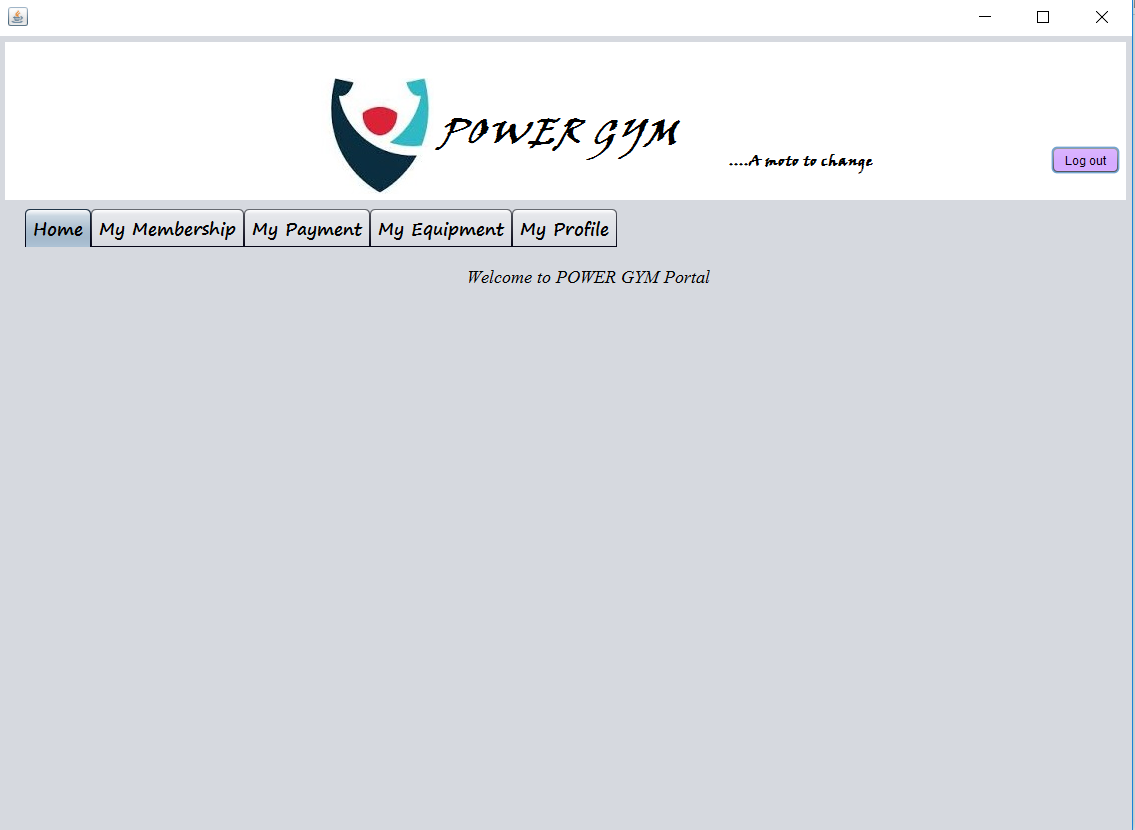 POWER GYM
....A moto to change
Log out
Home My Membership My Payment My Equipment My Profile
Welcome to POWER GYM Portal